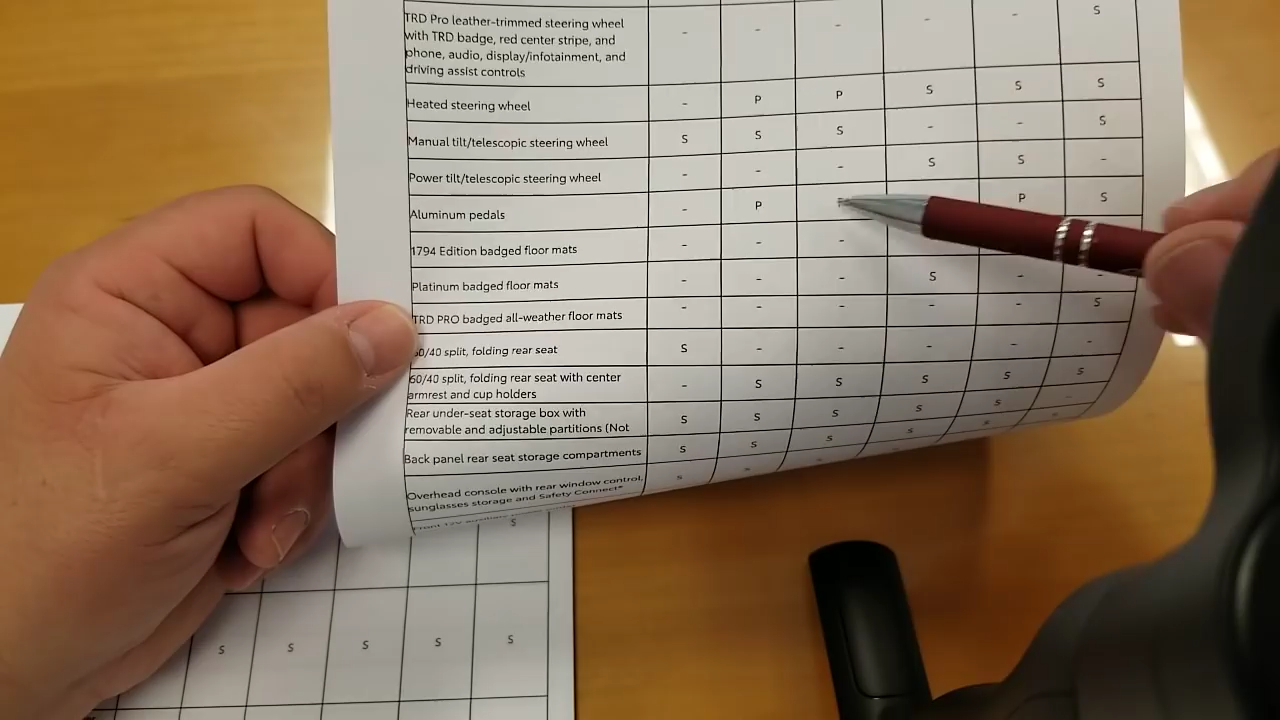 TRD Pro leather-trimmed steering wheel - - - - - S
with TRD badge, red center stripe, and
phone, audio, display/infotainment, and
driving assist controls
Heated steering wheel - P P S S S
Manual tilt/telescopic steering wheel S S S - - S
Power tilt/telescopic steering wheel - - - S S -
Aluminum pedals - P P S
1794 Edition badged floor mats - - -
Platinum badged floor mats - - - S - -
TRD PRO badged all-weather floor mats - - - - - S
60/40 split, folding rear seat S - - - - -
60/40 split, folding rear seat with center - S S S S S
armrest and cup holders
Rear under-seat storage box with S S S S S -
removable and adjustable partitions (Not
Back panel rear seat storage compartments S S S S S -
Overhead console with rear window control, S S
sunglasses storage and Safety Connect®
Front 12V
S
S S S S S